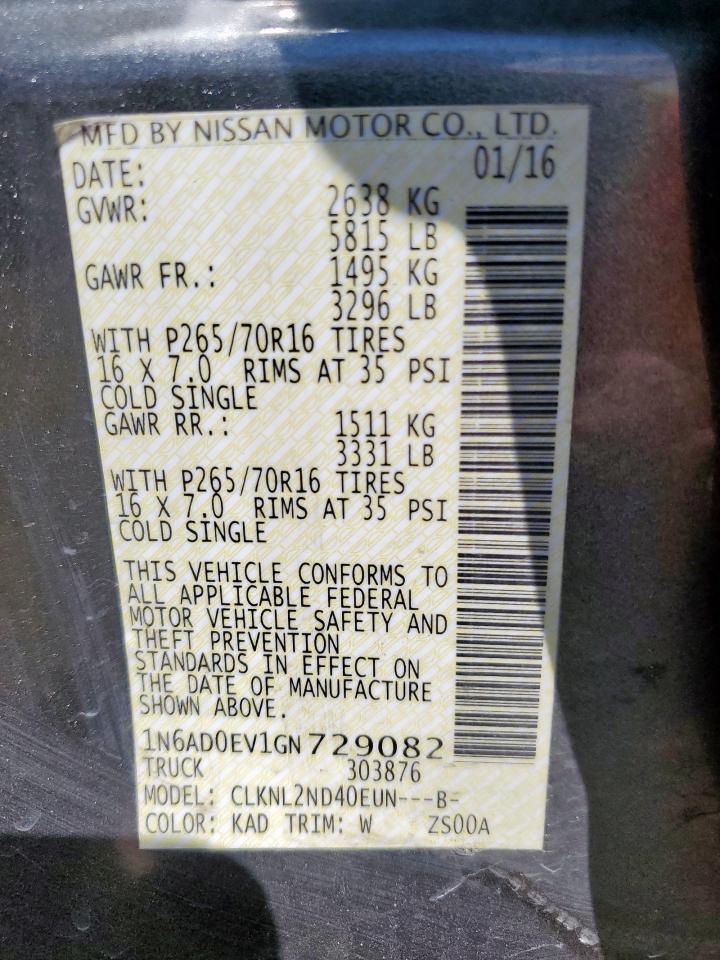 MFD BY NISSAN MOTOR CO., LTD.
DATE: 01/16
GVWR: 2638 KG
5815 LB
GAWR FR.: 1495 KG
3296 LB
WITH P265/70R16 TIRES
16 X 7.0 RIMS AT 35 PSI
COLD SINGLE
GAWR RR.: 1511 KG
3331 LB
WITH P265/70R16 TIRES
16 X 7.0 RIMS AT 35 PSI
COLD SINGLE
THIS VEHICLE CONFORMS TO
ALL APPLICABLE FEDERAL
MOTOR VEHICLE SAFETY AND
THEFT PREVENTION
STANDARDS IN EFFECT ON
THE DATE OF MANUFACTURE
SHOWN ABOVE.
1N6AD0EV1GN729082
TRUCK 303876
MODEL: CLKNL2ND40EUN---B-
COLOR: KAD TRIM: W ZS00A